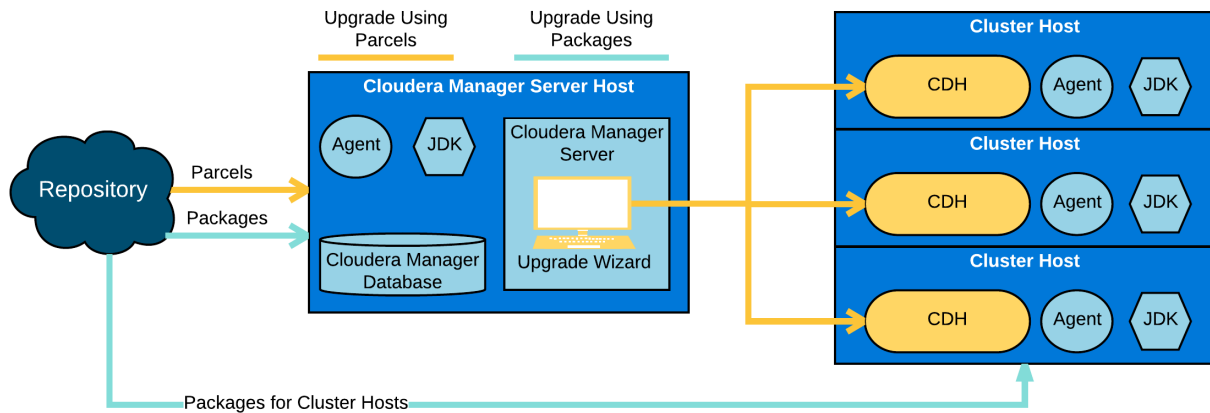 Upgrade Using
Parcels
Upgrade Using
Packages
Cloudera Manager Server Host
Agent
JDK
Cloudera Manager
Server
Upgrade Wizard
Cloudera Manager
Database
Repository
Parcels
Packages
Packages for Cluster Hosts
Cluster Host
CDH
Agent
JDK
Cluster Host
CDH
Agent
JDK
Cluster Host
CDH
Agent
JDK